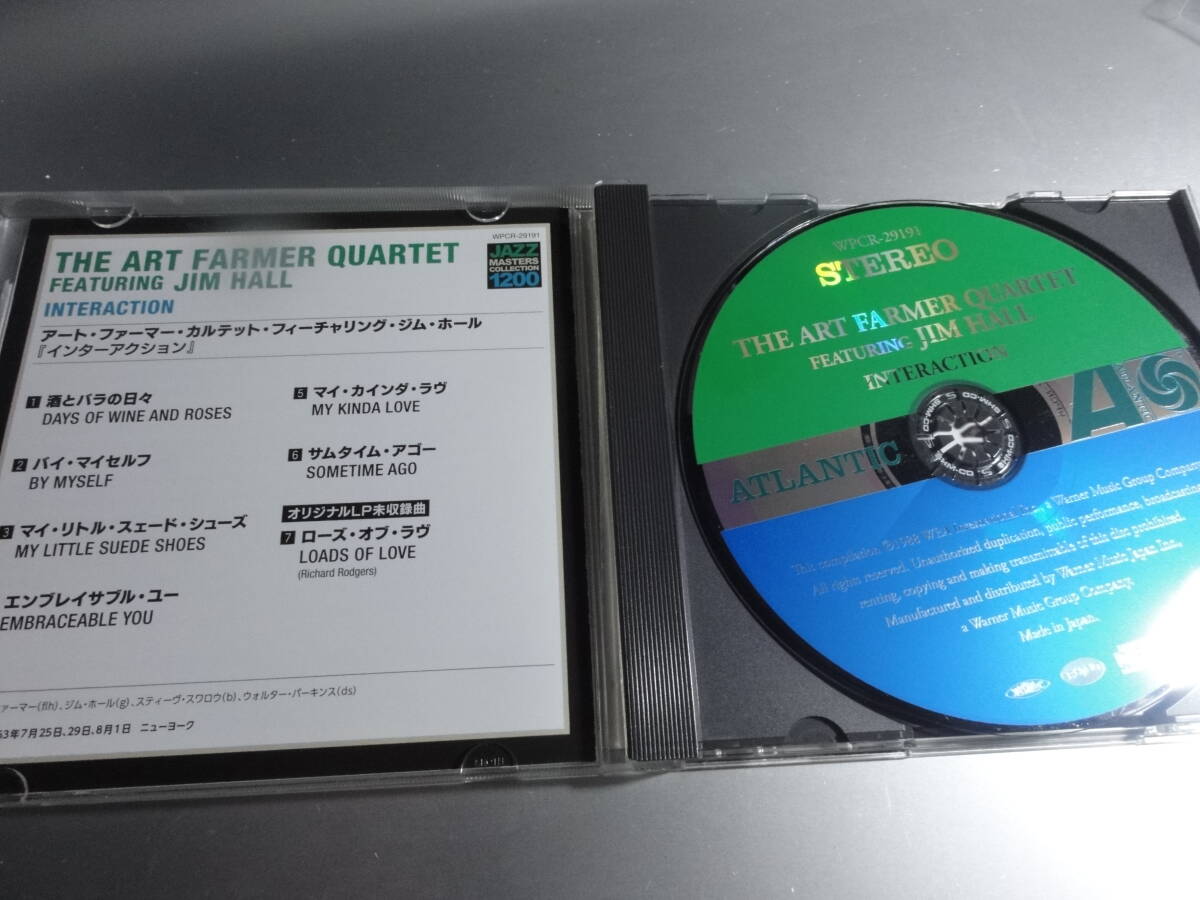 WPCR-29191
THE ART FARMER QUARTET
FEATURING JIM HALL
INTERACTION
JAZZ
MASTERS
COLLECTION
1200
アート・ファーマー・カルテット・フィーチャリング・ジム・ホール
『インターアクション』
1 酒とバラの日々
DAYS OF WINE AND ROSES
2 バイ・マイセルフ
BY MYSELF
3 マイ・リトル・スェード・シューズ
MY LITTLE SUEDE SHOES
エンブレイサブル・ユー
EMBRACEABLE YOU
5 マイ・カインダ・ラヴ
MY KINDA LOVE
6 サムタイム・アゴー
SOMETIME AGO
オリジナルLP未収録曲
7 ローズ・オブ・ラヴ
LOADS OF LOVE
(Richard Rodgers)
ァーマー(flh)、ジム・ホール(g)、スティーヴ・スワロウ(b)、ウォルター・パーキンス(ds)
63年7月25日、29日、8月1日 ニューヨーク
WPCR-29191
STEREO
THE ART FARMER QUARTET
FEATURING JIM HALL
INTERACTION
ATLANTIC
A
This compilation ℗1988 WEA International Inc., a Warner Music Group Company.
All rights reserved. Unauthorized duplication, public performance, broadcasting,
renting, copying and making transmittable of this disc prohibited.
Manufactured and distributed by Warner Music Japan Inc.
a Warner Music Group Company.
Made in Japan.